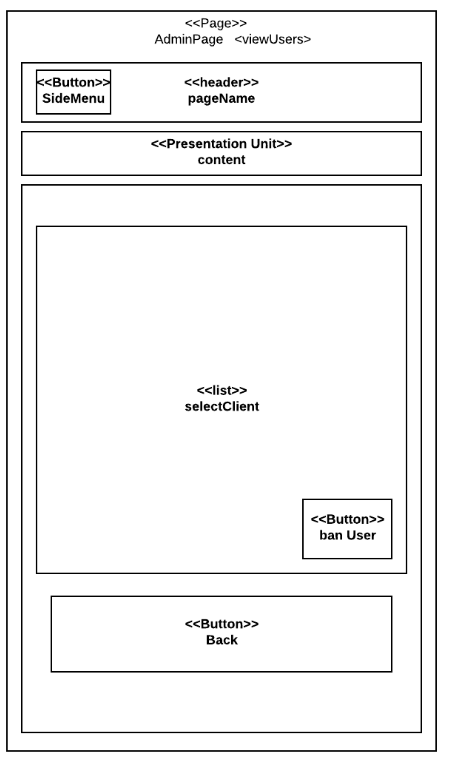 <<Page>>
AdminPage <viewUsers>
<<Button>>
SideMenu
<<header>>
pageName
<<Presentation Unit>>
content
<<list>>
selectClient
<<Button>>
ban User
<<Button>>
Back